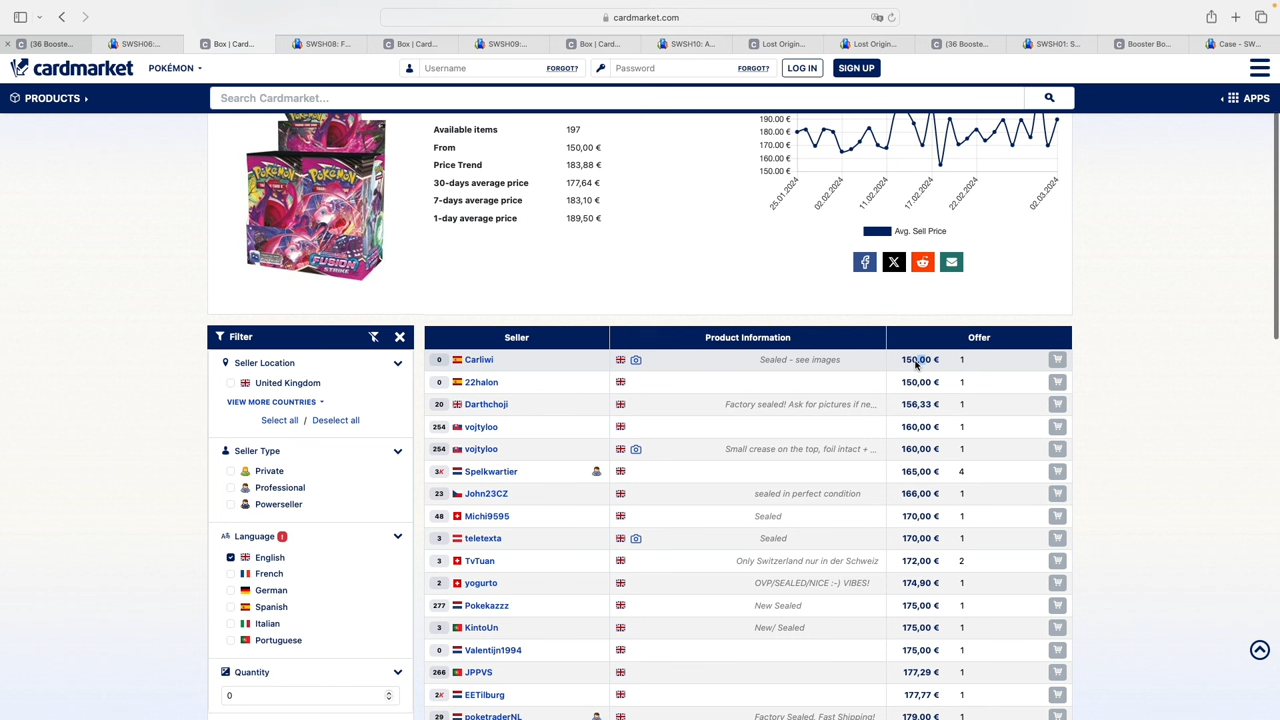 cardmarket.com
(36 Booste...
SWSH06:...
Box | Card...
SWSH08: F...
Box | Card...
SWSH09:...
Box | Card...
SWSH10: A...
Lost Origin...
Lost Origin...
(36 Booste...
SWSH01: S...
Booster Bo...
Case - SW...
cardmarket
POKÉMON
Username
FORGOT?
Password
FORGOT?
LOG IN
SIGN UP
PRODUCTS
Search Cardmarket...
APPS
Available items 197
From 150,00 €
Price Trend 183,88 €
30-days average price 177,64 €
7-days average price 183,10 €
1-day average price 189,50 €
POKÉMON
FUSION
STRIKE
190.00 €
180.00 €
170.00 €
160.00 €
150.00 €
25.01.2024
02.02.2024
11.02.2024
17.02.2024
22.02.2024
02.03.2024
Avg. Sell Price
Filter
Seller Location
United Kingdom
VIEW MORE COUNTRIES
Select all / Deselect all
Seller Type
Private
Professional
Powerseller
Language !
English
French
German
Spanish
Italian
Portuguese
Quantity
0
Seller Product Information Offer
0 Carliwi Sealed - see images 150,00 € 1
0 22halon 150,00 € 1
20 Darthchoji Factory sealed! Ask for pictures if ne... 156,33 € 1
254 vojtyloo 160,00 € 1
254 vojtyloo Small crease on the top, foil intact + ... 160,00 € 1
3K Spelkwartier 165,00 € 4
23 John23CZ sealed in perfect condition 166,00 € 1
48 Michi9595 Sealed 170,00 € 1
3 teletexta Sealed 170,00 € 1
3 TvTuan Only Switzerland nur in der Schweiz 172,00 € 2
2 yogurto OVP/SEALED/NICE :-) VIBES! 174,90 € 1
277 Pokekazzz New Sealed 175,00 € 1
3 KintoUn New/ Sealed 175,00 € 1
0 Valentijn1994 175,00 € 1
266 JPPVS 177,29 € 1
2K EETilburg 177,77 € 1
29 poketraderNL Factory Sealed. Fast Shipping! 179,00 € 1